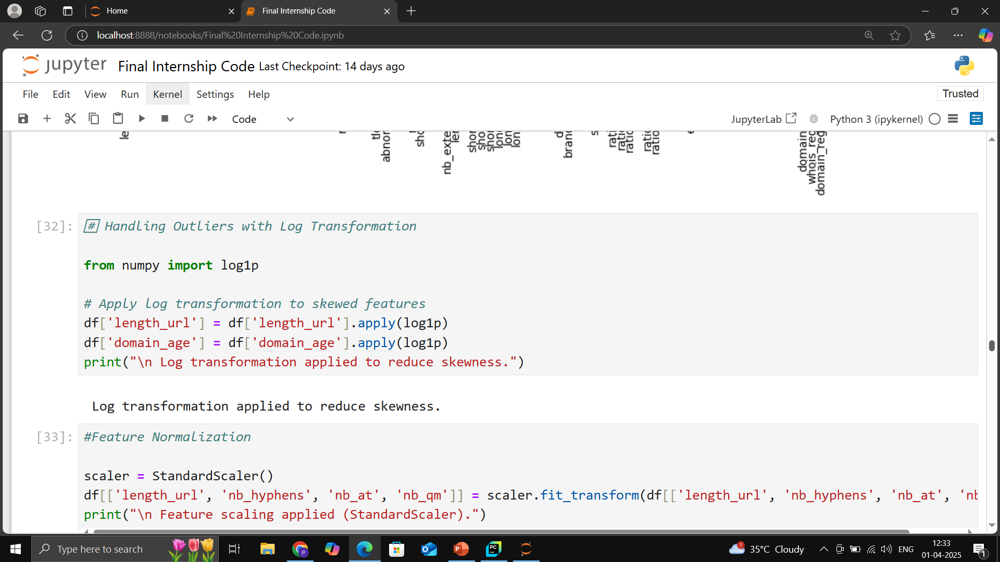 Home
Final Internship Code
localhost:8888/notebooks/Final%20Internship%20Code.ipynb
jupyter Final Internship Code Last Checkpoint: 14 days ago
File Edit View Run Kernel Settings Help
Trusted
Code
JupyterLab
Python 3 (ipykernel)
[32]:
# Handling Outliers with Log Transformation
from numpy import log1p
# Apply log transformation to skewed features
df['length_url'] = df['length_url'].apply(log1p)
df['domain_age'] = df['domain_age'].apply(log1p)
print("\n Log transformation applied to reduce skewness.")
Log transformation applied to reduce skewness.
[33]:
#Feature Normalization
scaler = StandardScaler()
df[['length_url', 'nb_hyphens', 'nb_at', 'nb_qm']] = scaler.fit_transform(df[['length_url', 'nb_hyphens', 'nb_at', 'nb
print("\n Feature scaling applied (StandardScaler).")
Type here to search
35°C Cloudy
ENG
12:33
01-04-2025